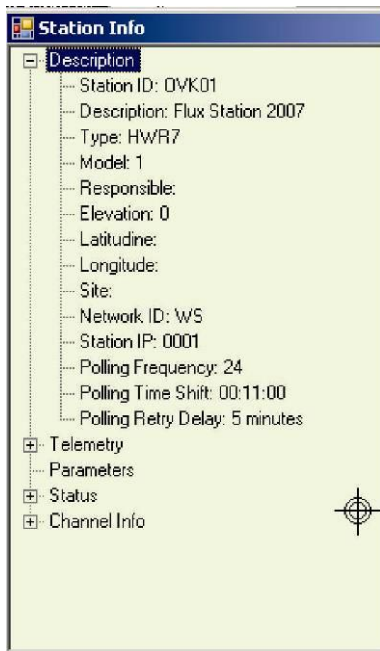 Station Info
Description
Station ID: OVK01
Description: Flux Station 2007
Type: HWR7
Model: 1
Responsible:
Elevation: 0
Latitudine:
Longitude:
Site:
Network ID: WS
Station IP: 0001
Polling Frequency: 24
Polling Time Shift: 00:11:00
Polling Retry Delay: 5 minutes
Telemetry
Parameters
Status
Channel Info